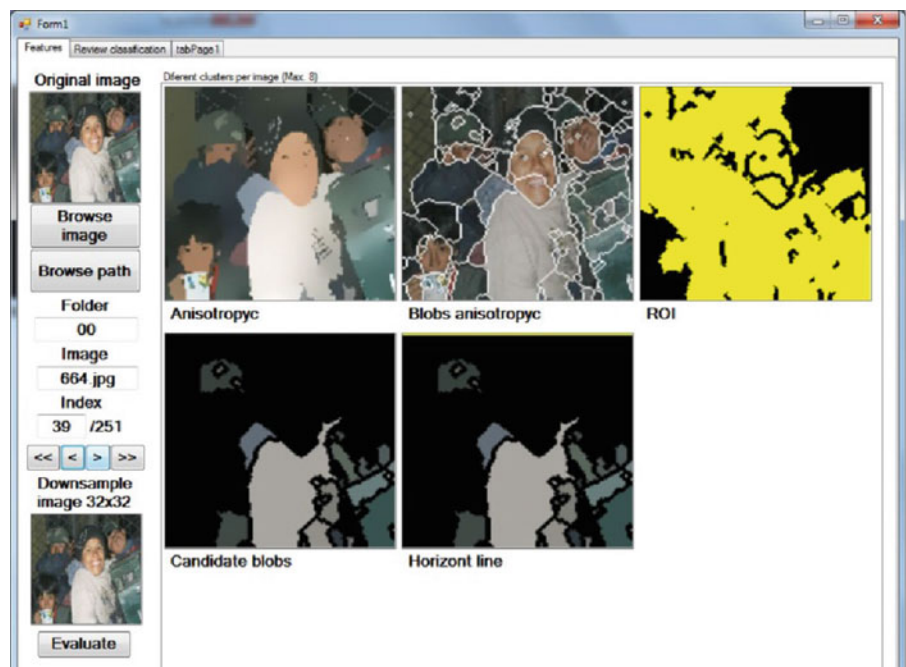 Form1
Features Review classification tabPage1
Original image
Browse
image
Browse path
Folder
00
Image
664.jpg
Index
39 /251
<< < > >>
Downsample
image 32x32
Evaluate
Diferent clusters per image (Max. 8)
Anisotropyc
Blobs anisotropyc
ROI
Candidate blobs
Horizont line